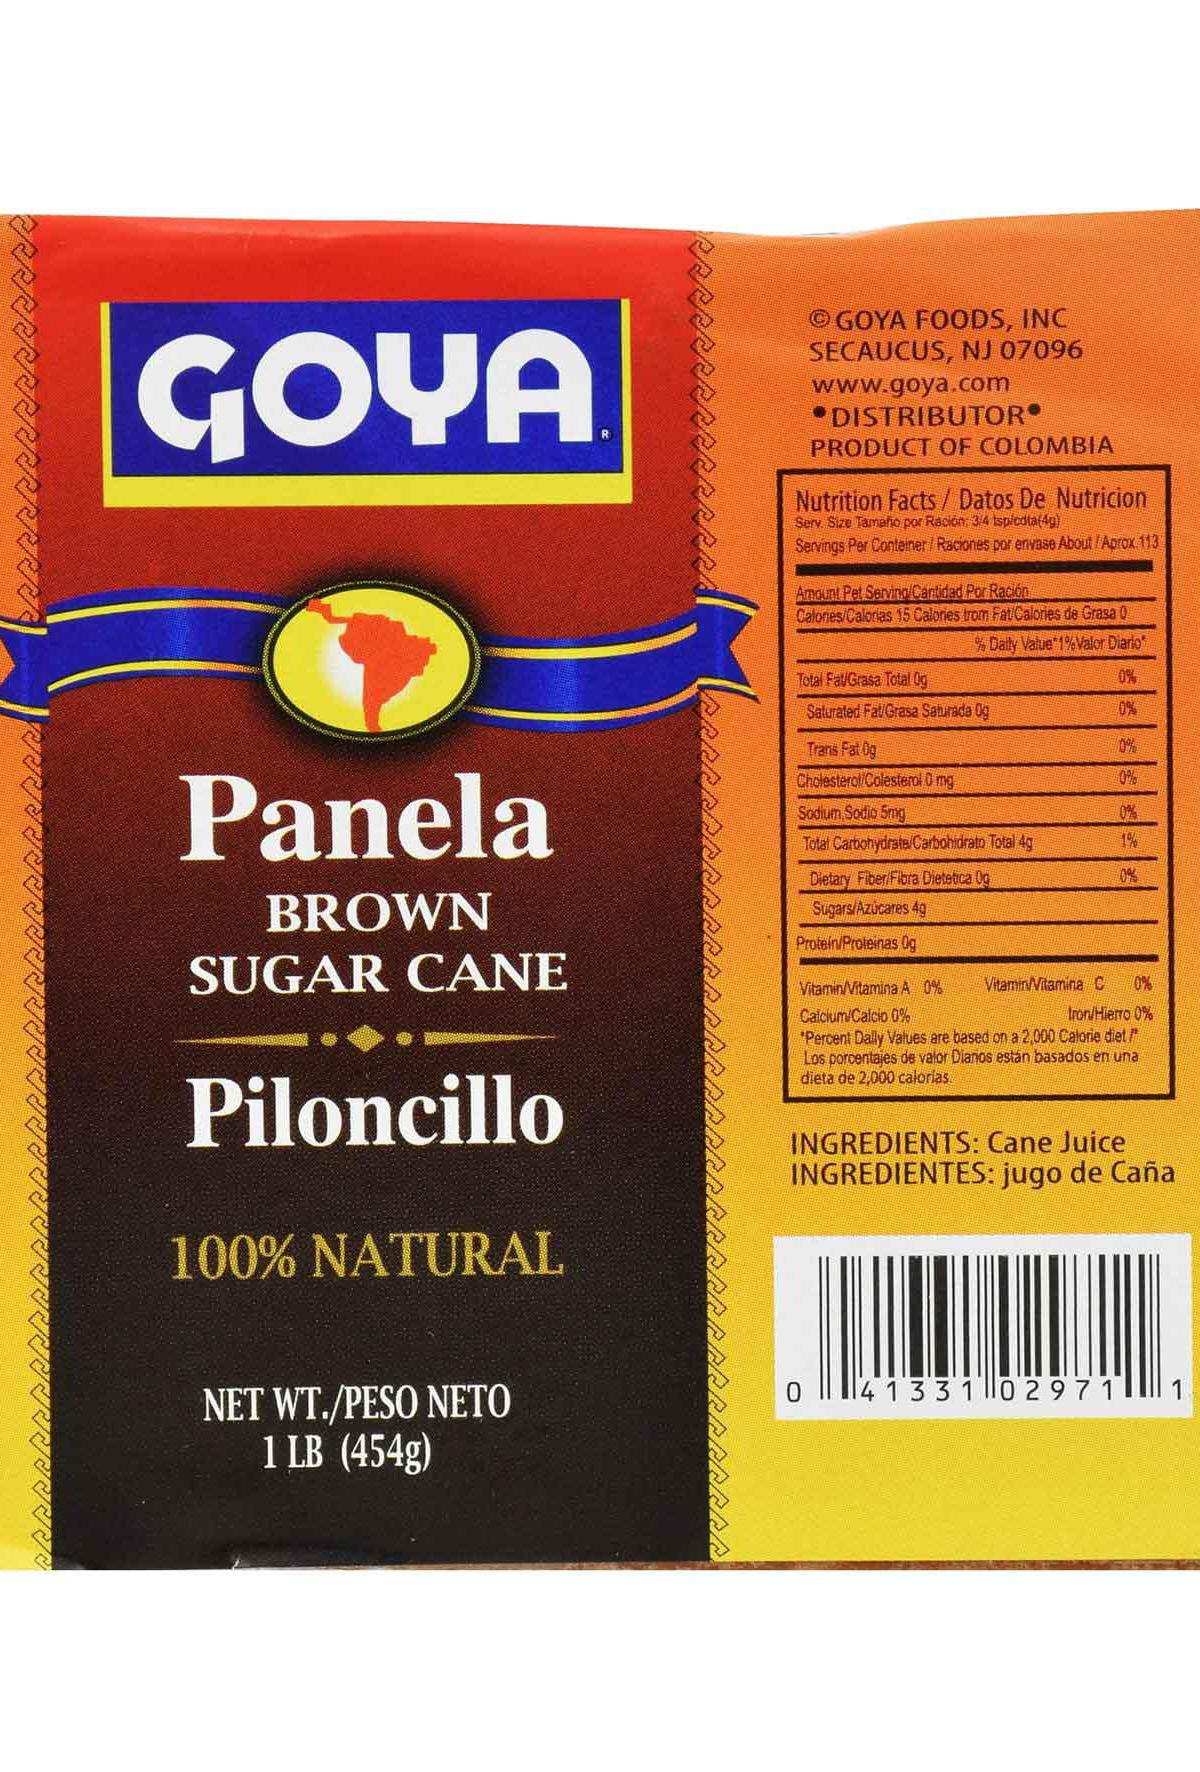 GOYA
®
Panela
BROWN
SUGAR CANE
Piloncillo
100% NATURAL
NET WT./PESO NETO
1 LB (454g)
© GOYA FOODS, INC
SECAUCUS, NJ 07096
www.goya.com
•DISTRIBUTOR•
PRODUCT OF COLOMBIA
Nutrition Facts / Datos De Nutricion
Serv. Size Tamaño por Racion: 3/4 tsp/cdta(4g)
Servings Per Conteiner / Raciones por envase About / Aprox.113
Amount Pet Serving/Cantidad Por Ración
Calories/Calorias 15 Calories trom Fat/Calories de Grasa 0
% Daily Value*1%Valor Diario*
Total Fat/Grasa Total 0g 0%
Saturated Fat/Grasa Saturada 0g 0%
Trans Fat 0g 0%
Cholesterol/Colesterol 0 mg 0%
Sodium,Sodio 5mg 0%
Total Carbohydrate/Carbohidrato Total 4g 1%
Dietary Fiber/Fibra Dietetica 0g 0%
Sugars/Azúcares 4g
Protein/Proteinas 0g
Vitamin/Vitamina A 0% Vitamin/Vitamina C 0%
Calcium/Calcio 0% Iron/Hierro 0%
*Percent Daily Values are based on a 2,000 Calorie diet /*
Los porcentajes de valor Dianos están basados en una
dieta de 2,000 calorías.
INGREDIENTS: Cane Juice
INGREDIENTES: jugo de Caña
0 41331 02971 1